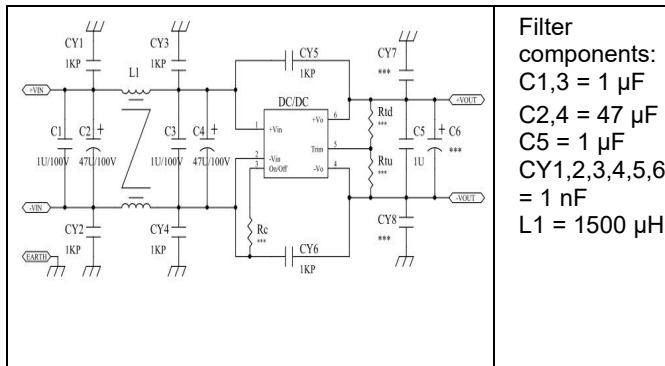 CY1
1KP
CY3
1KP
L1
CY5
1KP
CY7
***
+VIN
+VOUT
DC/DC
C1
1U/100V
C2
+
47U/100V
C3
1U/100V
C4
+
47U/100V
1
+Vin
+Vo
6
Rtd
***
Trim
5
2
-Vin
3
On/Off
-Vo
4
Rtu
***
C5
1U
+
C6
***
-VIN
-VOUT
CY2
1KP
CY4
1KP
Rc
***
CY6
1KP
CY8
***
EARTH
Filter
components:
C1,3 = 1 µF
C2,4 = 47 µF
C5 = 1 µF
CY1,2,3,4,5,6
= 1 nF
L1 = 1500 µH